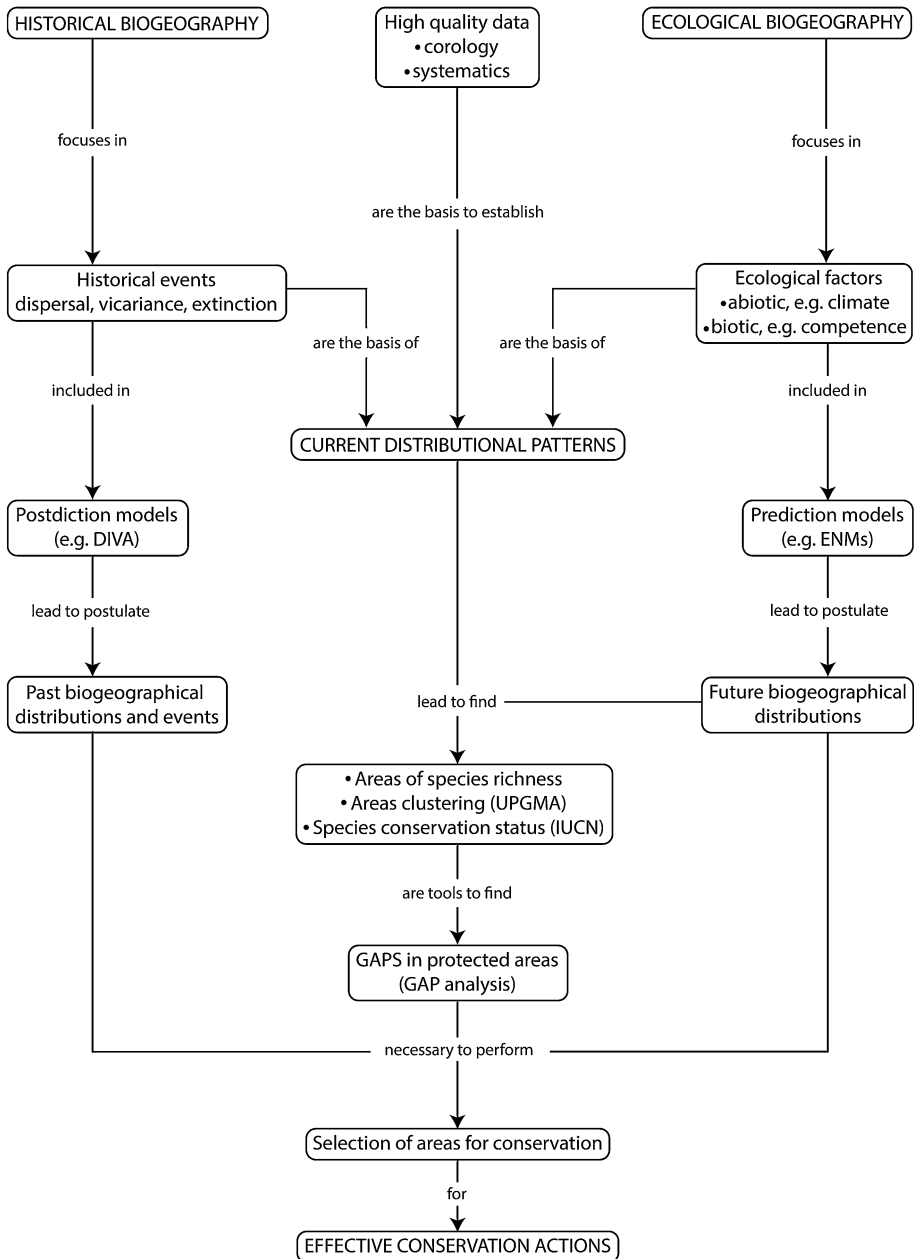 HISTORICAL BIOGEOGRAPHY
High quality data
• corology
• systematics
ECOLOGICAL BIOGEOGRAPHY
focuses in
focuses in
are the basis to establish
Historical events
dispersal, vicariance, extinction
Ecological factors
• abiotic, e.g. climate
• biotic, e.g. competence
are the basis of
are the basis of
included in
included in
CURRENT DISTRIBUTIONAL PATTERNS
Postdiction models
(e.g. DIVA)
Prediction models
(e.g. ENMs)
lead to postulate
lead to postulate
Past biogeographical
distributions and events
lead to find
Future biogeographical
distributions
• Areas of species richness
• Areas clustering (UPGMA)
• Species conservation status (IUCN)
are tools to find
GAPS in protected areas
(GAP analysis)
necessary to perform
Selection of areas for conservation
for
EFFECTIVE CONSERVATION ACTIONS